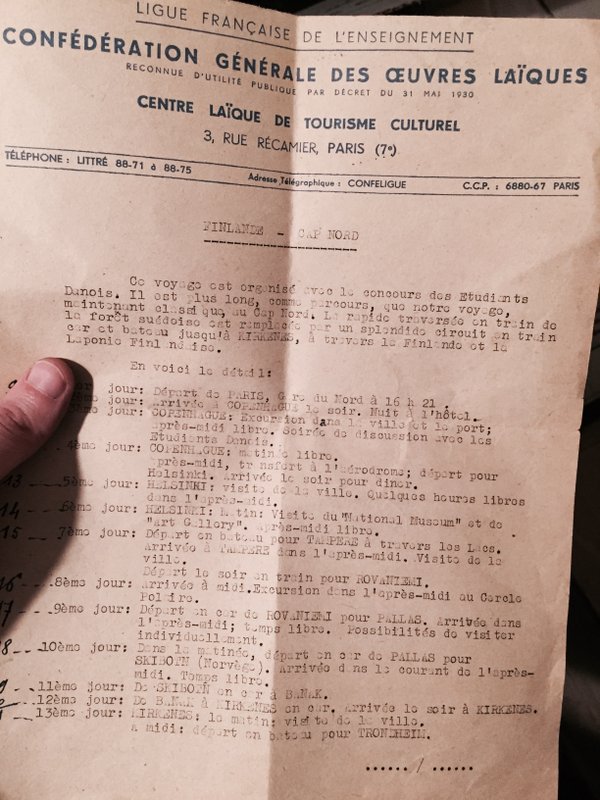 LIGUE FRANÇAISE DE L'ENSEIGNEMENT
CONFÉDÉRATION GÉNÉRALE DES ŒUVRES LAÏQUES
RECONNUE D'UTILITÉ PUBLIQUE PAR DÉCRET DU 31 MAI 1930
CENTRE LAÏQUE DE TOURISME CULTUREL
3, RUE RÉCAMIER, PARIS (7e)
TÉLÉPHONE : LITTRÉ 88-71 à 88-75 Adresse Télégraphique : CONFELIGUE C.C.P. : 6880-67 PARIS
FINLANDE - CAP NORD
Ce voyage est organisé avec le concours des Etudiants
Danois. Il est plus long, comme parcours, que notre voyage,
maintenant classique, au Cap Nord. La rapide traversée en train de
la forêt suédoise est remplacée par un splendide circuit en train
car et bateau jusqu'à KIRKENES, à travers la Finlande et la
Laponie Finlandaise.
En voici le détail:
jour: Départ de PARIS, Gare du Nord à 16 h 21 .
jour: Arrivée à COPENHAGUE le soir. Nuit à l'hôtel.
jour: COPENHAGUE: Excursion dans la ville et le port;
après-midi libre. Soirée de discussion avec les
Etudiants Danois.
4ème jour: COPENHAGUE: matinée libre.
après-midi, transfert à l'aérodrome; départ pour
Helsinki. Arrivée le soir pour diner.
13 - 5ème jour: HELSINKI: visite de la ville. Quelques heures libres
dans l'après-midi.
14 - 6ème jour: HELSINKI: Matin: Visite du "National Museum" et de
"Art Gallery". après-midi libre.
15 - 7ème jour: Départ en bateau pour TAMPERE à travers les Lacs.
Arrivée à TAMPERE dans l'après-midi. Visite de la
ville.
Départ le soir en train pour ROVANIEMI.
16 - 8ème jour: Arrivée à midi. Excursion dans l'après-midi au Cercle
Polaire.
17 - 9ème jour: Départ en car de ROVANIEMI pour PALLAS. Arrivée dans
l'après-midi; temps libre. Possibilités de visiter
individuellement.
10ème jour: Dans la matinée, départ en car de PALLAS pour
SKIBOTN (Norvège). Arrivée dans le courant de l'après-
midi. Temps libre.
11ème jour: De SKIBOTN en car à BANAK.
12ème jour: De BANAK à KIRKENES en car. Arrivée le soir à KIRKENES.
13ème jour: KIRKENES: le matin: visite de la ville.
a midi: départ en bateau pour TRONDHEIM.
....../......